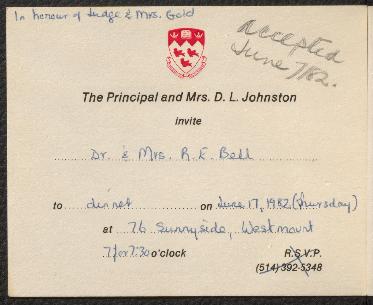 In honour of Judge & Mrs. Gold
Accepted
June 7/82.
The Principal and Mrs. D. L. Johnston
invite
Dr. & Mrs. R. E. Bell
to dinner on June 17, 1982 (Thursday)
at 76 Sunnyside, Westmount
7 for 7:30 o'clock R.S.V.P.
(514) 392-5348